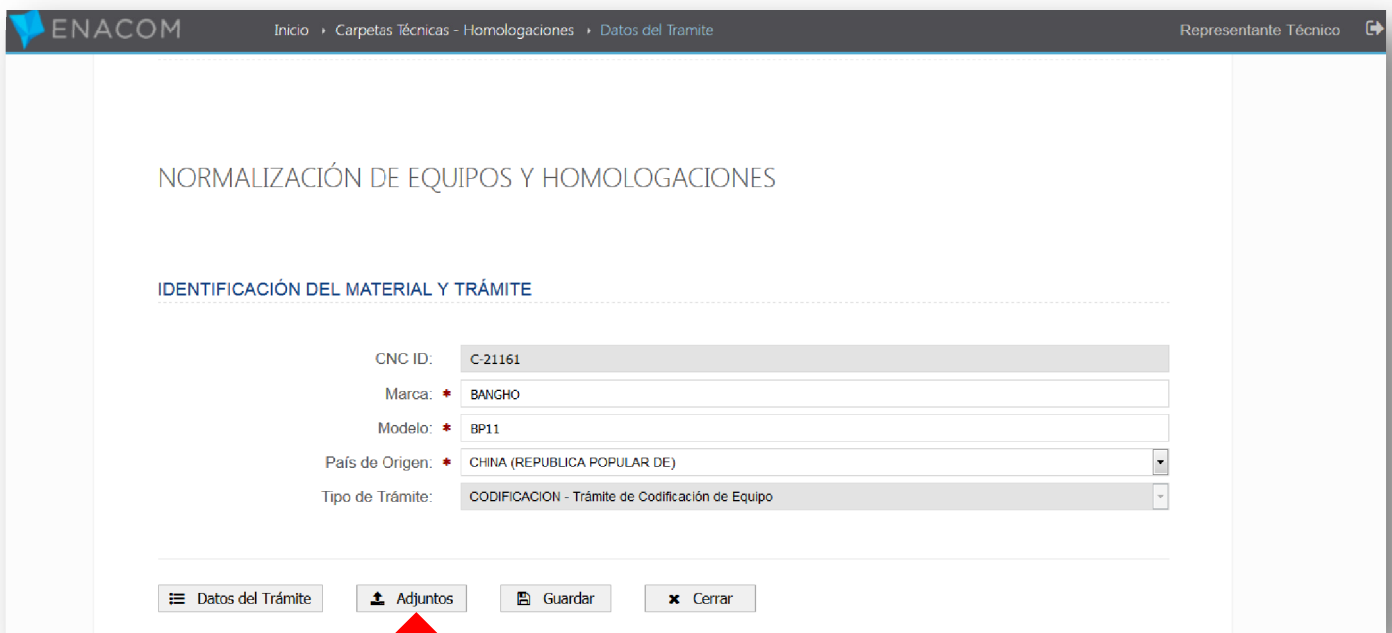 ENACOM Inicio › Carpetas Técnicas - Homologaciones › Datos del Tramite Representante Técnico
NORMALIZACIÓN DE EQUIPOS Y HOMOLOGACIONES
IDENTIFICACIÓN DEL MATERIAL Y TRÁMITE
CNC ID: C-21161
Marca: * BANGHO
Modelo: * BP11
País de Origen: * CHINA (REPUBLICA POPULAR DE)
Tipo de Trámite: CODIFICACION - Trámite de Codificación de Equipo
Datos del Trámite Adjuntos Guardar Cerrar